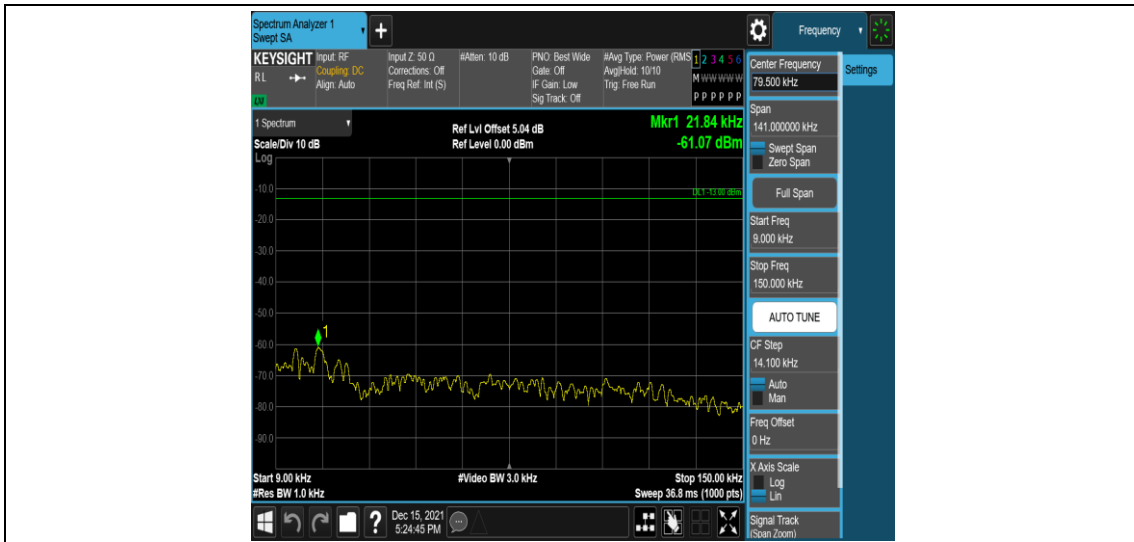 Spectrum Analyzer 1
Swept SA
+
Frequency
KEYSIGHT
RL
Input: RF
Coupling: DC
Align: Auto
Input Z: 50 Ω
Corrections: Off
Freq Ref: Int (S)
#Atten: 10 dB
PNO: Best Wide
Gate: Off
IF Gain: Low
Sig Track: Off
#Avg Type: Power (RMS
Avg|Hold: 10/10
Trig: Free Run
1 2 3 4 5 6
M W W W W W
P P P P P P
1 Spectrum
Scale/Div 10 dB
Log
Ref Lvl Offset 5.04 dB
Ref Level 0.00 dBm
Mkr1 21.84 kHz
-61.07 dBm
DL1 -13.00 dBm
-10.0
-20.0
-30.0
-40.0
-50.0
-60.0
-70.0
-80.0
-90.0
1
Start 9.00 kHz
#Res BW 1.0 kHz
#Video BW 3.0 kHz
Stop 150.00 kHz
Sweep 36.8 ms (1000 pts)
Center Frequency
79.500 kHz
Settings
Span
141.000000 kHz
Swept Span
Zero Span
Full Span
Start Freq
9.000 kHz
Stop Freq
150.000 kHz
AUTO TUNE
CF Step
14.100 kHz
Auto
Man
Freq Offset
0 Hz
X Axis Scale
Log
Lin
Signal Track
(Span Zoom)
?
Dec 15, 2021
5:24:45 PM